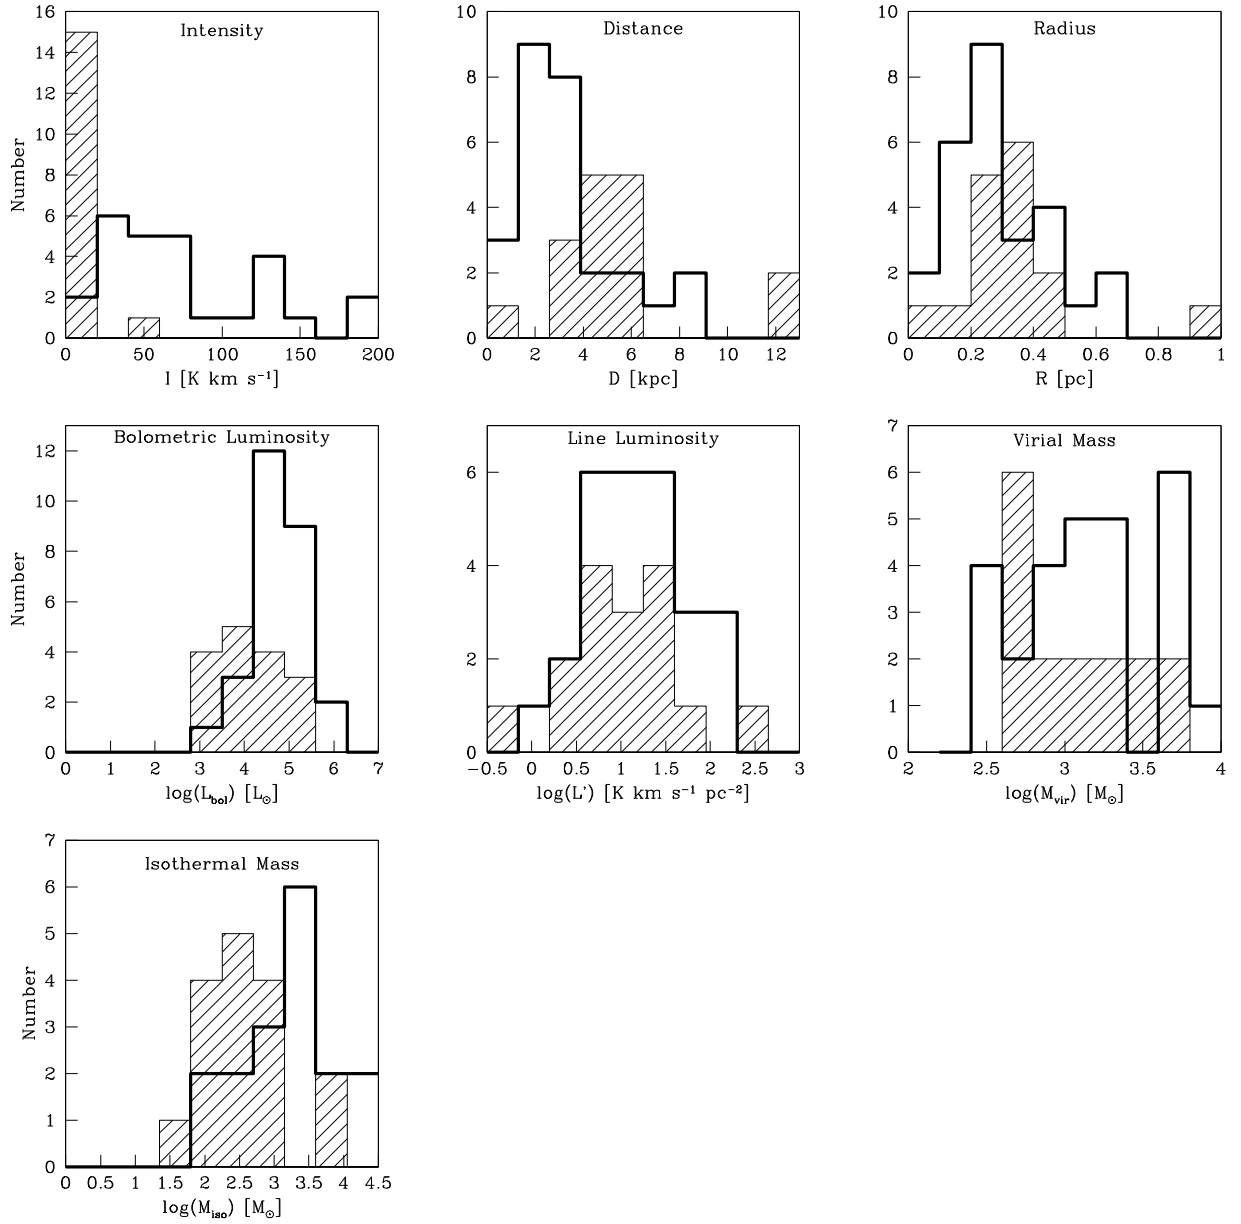 Intensity
16
14
12
10
8
6
4
2
0
Number
0 50 100 150 200
I [K km s⁻¹]
Distance
10
8
6
4
2
0
0 2 4 6 8 10 12
D [kpc]
Radius
10
8
6
4
2
0
0 0.2 0.4 0.6 0.8 1
R [pc]
Bolometric Luminosity
12
10
8
6
4
2
0
Number
0 1 2 3 4 5 6 7
log(L_bol) [L_⊙]
Line Luminosity
6
4
2
0
−0.5 0 0.5 1 1.5 2 2.5 3
log(L') [K km s⁻¹ pc⁻²]
Virial Mass
7
6
5
4
3
2
1
0
2 2.5 3 3.5 4
log(M_vir) [M_⊙]
Isothermal Mass
7
6
5
4
3
2
1
0
Number
0 0.5 1 1.5 2 2.5 3 3.5 4 4.5
log(M_iso) [M_⊙]